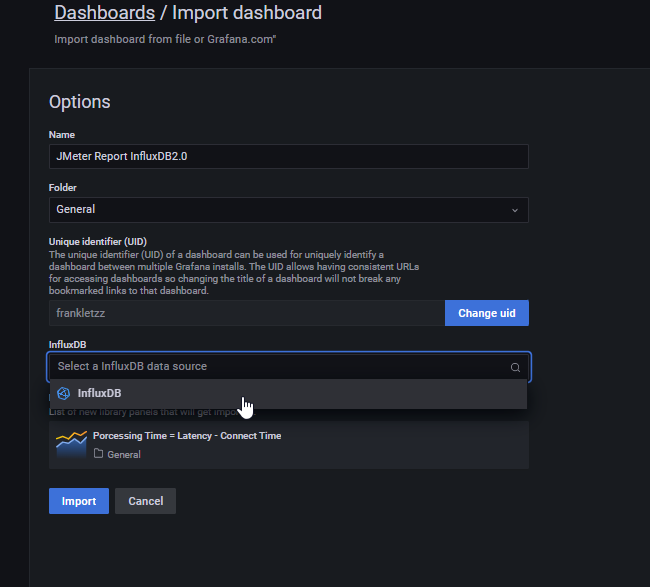 Dashboards / Import dashboard
Import dashboard from file or Grafana.com"
Options
Name
JMeter Report InfluxDB2.0
Folder
General
Unique identifier (UID)
The unique identifier (UID) of a dashboard can be used for uniquely identify a
dashboard between multiple Grafana installs. The UID allows having consistent URLs
for accessing dashboards so changing the title of a dashboard will not break any
bookmarked links to that dashboard.
frankletzz
Change uid
InfluxDB
Select a InfluxDB data source
InfluxDB
List of new library panels that will get
Porcessing Time = Latency - Connect Time
General
Import
Cancel